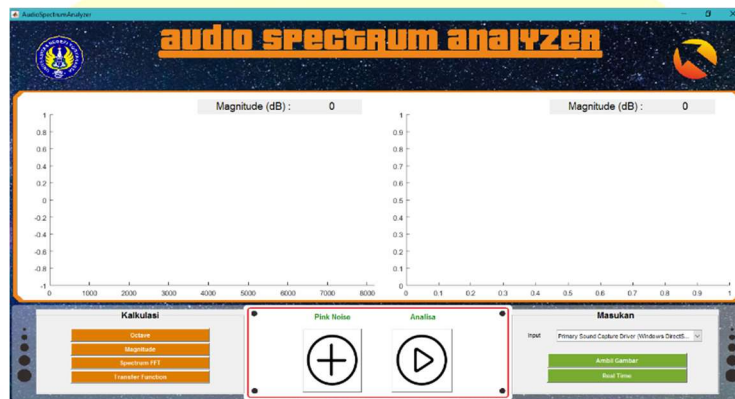 AudioSpectrumAnalyzer
audio spectrum analyzer
Magnitude (dB) : 0
Magnitude (dB) : 0
1
0.8
0.6
0.4
0.2
0
-0.2
-0.4
-0.6
-0.8
-1
0 1000 2000 3000 4000 5000 6000 7000 8000
1
0.9
0.8
0.7
0.6
0.5
0.4
0.3
0.2
0.1
0
0 0.1 0.2 0.3 0.4 0.5 0.6 0.7 0.8 0.9 1
Kalkulasi
Octave
Magnitude
Spectrum FFT
Transfer Function
Pink Noise
Analisa
Masukan
Input Primary Sound Capture Driver (Windows DirectS...
Ambil Gambar
Real Time